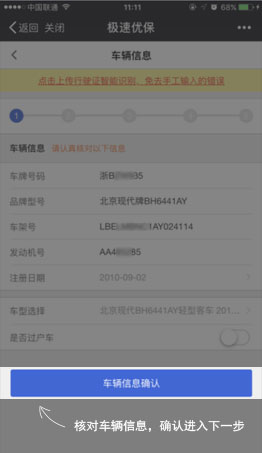 中国联通 11:11 68%
返回 关闭 极速优保
车辆信息
点击上传行驶证智能识别、免去手工输入的错误
1 2 3 4 5
车辆信息 请认真核对以下信息
车牌号码 浙B 35
品牌型号 北京现代牌BH6441AY
车架号 LBE 1AY024114
发动机号 AA4 85
注册日期 2010-09-02
车型选择 北京现代BH6441AY轻型客车 201...
是否过户车
车辆信息确认
核对车辆信息，确认进入下一步